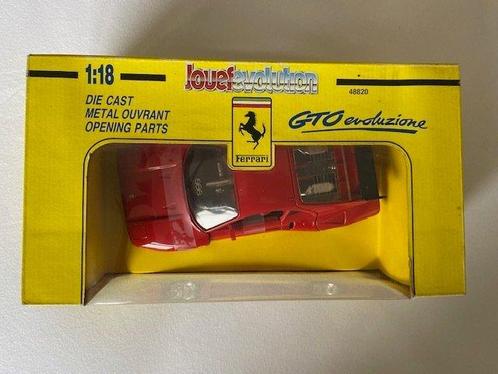 1:18
Jouefevolution
48820
DIE CAST
METAL OUVRANT
OPENING PARTS
Ferrari
GTO evoluzione